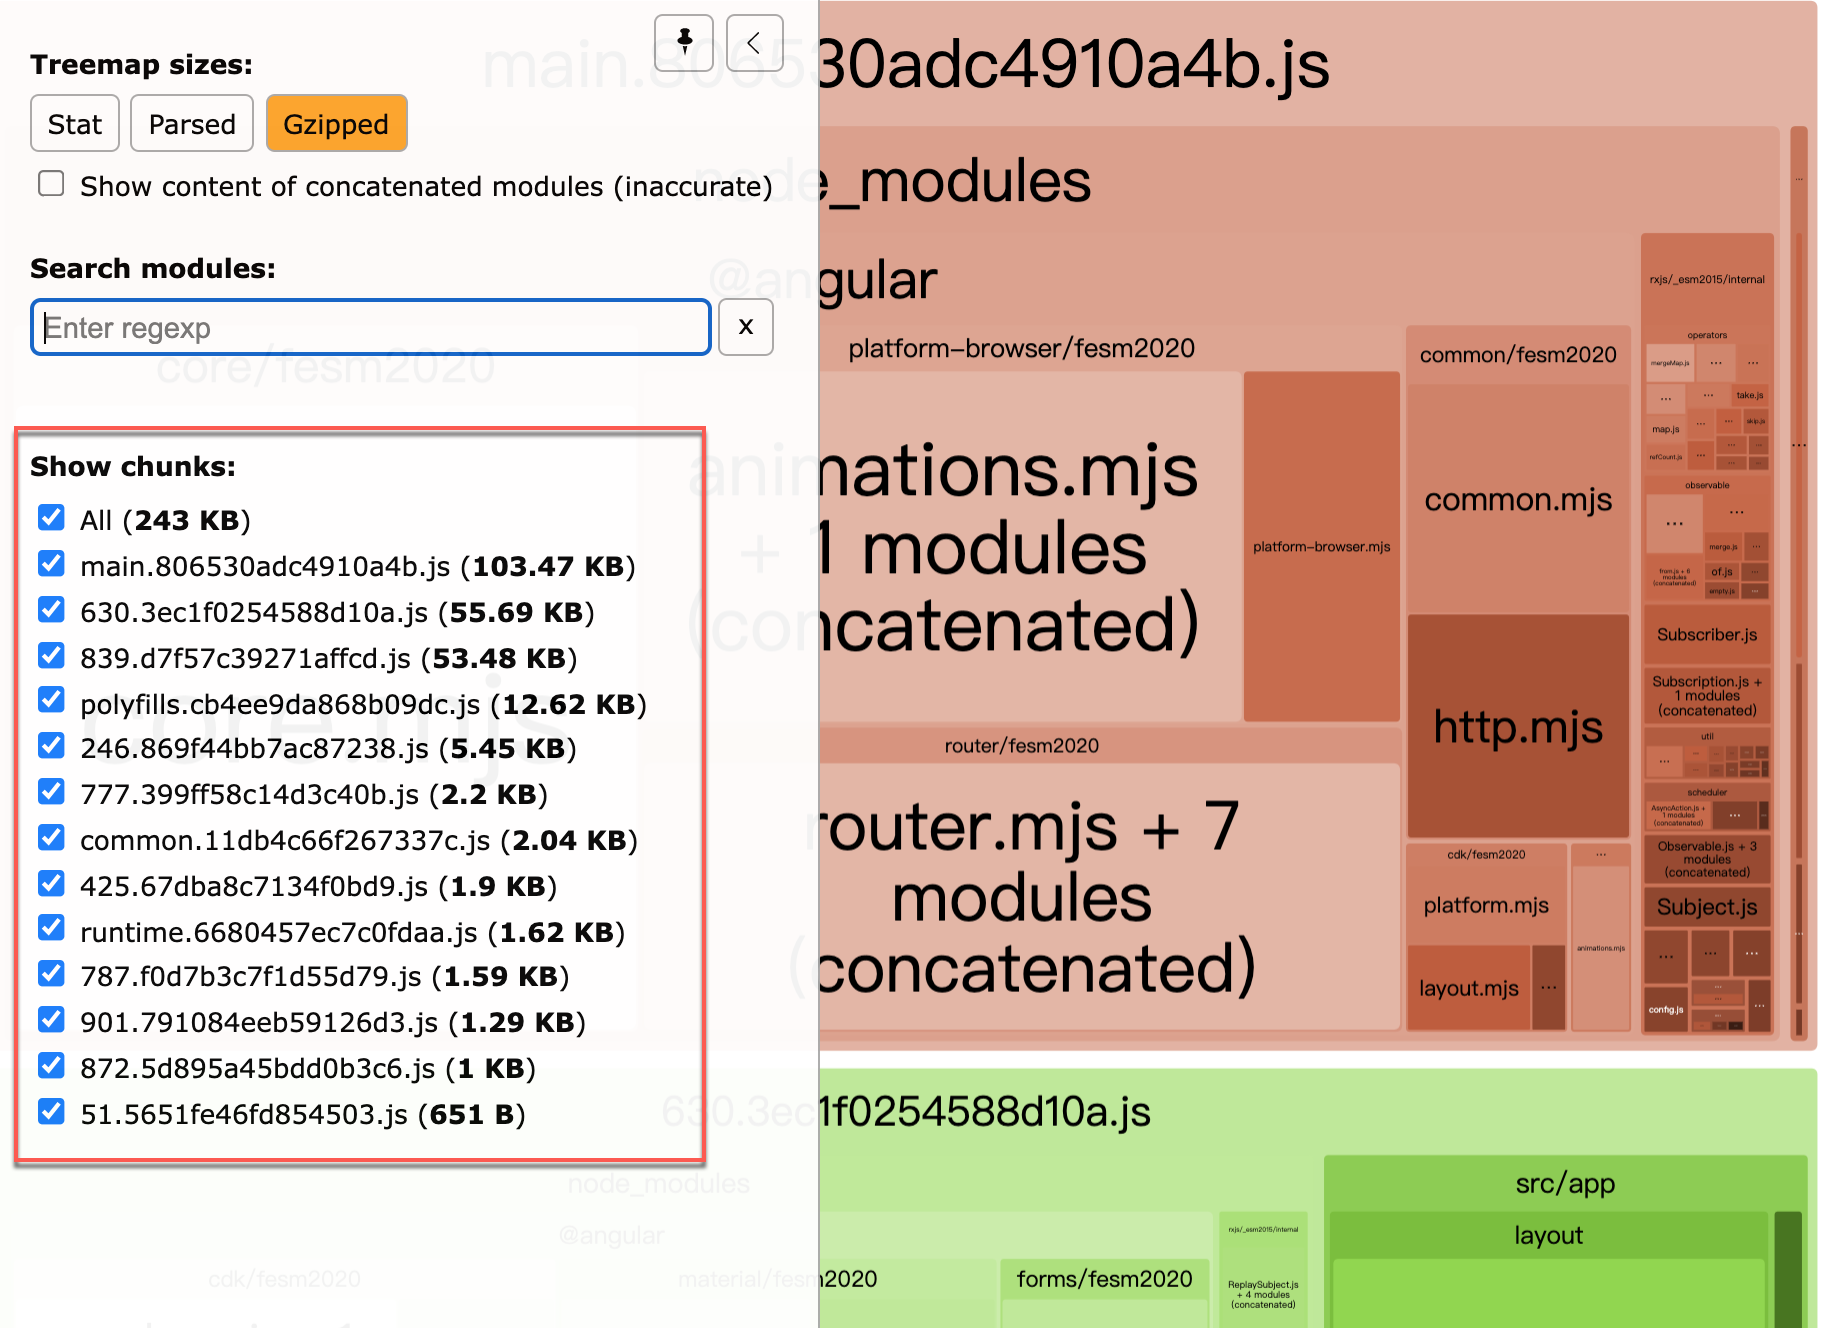 Treemap sizes:
Stat
Parsed
Gzipped
Show content of concatenated modules (inaccurate)
Search modules:
Enter regexp
x
Show chunks:
All (243 KB)
main.806530adc4910a4b.js (103.47 KB)
630.3ec1f0254588d10a.js (55.69 KB)
839.d7f57c39271affcd.js (53.48 KB)
polyfills.cb4ee9da868b09dc.js (12.62 KB)
246.869f44bb7ac87238.js (5.45 KB)
777.399ff58c14d3c40b.js (2.2 KB)
common.11db4c66f267337c.js (2.04 KB)
425.67dba8c7134f0bd9.js (1.9 KB)
runtime.6680457ec7c0fdaa.js (1.62 KB)
787.f0d7b3c7f1d55d79.js (1.59 KB)
901.791084eeb59126d3.js (1.29 KB)
872.5d895a45bdd0b3c6.js (1 KB)
51.5651fe46fd854503.js (651 B)
main.806530adc4910a4b.js
node_modules
@angular
core/fesm2020
core.mjs
platform-browser/fesm2020
animations.mjs
+ 1 modules
(concatenated)
platform-browser.mjs
router/fesm2020
router.mjs + 7
modules
(concatenated)
common/fesm2020
common.mjs
http.mjs
cdk/fesm2020
platform.mjs
layout.mjs
...
...
animations.mjs
rxjs/_esm2015/internal
operators
mergeMap.js
...
...
...
...
take.js
map.js
...
...
skip.js
refCount.js
...
observable
...
...
merge.js
...
from.js + 6
modules
(concatenated)
of.js
...
empty.js
...
Subscriber.js
Subscription.js +
1 modules
(concatenated)
util
...
scheduler
AsyncAction.js +
1 modules
(concatenated)
...
Observable.js + 3
modules
(concatenated)
Subject.js
...
...
...
config.js
...
...
...
630.3ec1f0254588d10a.js
node_modules
@angular
cdk/fesm2020
material/fesm2020
forms/fesm2020
rxjs/_esm2015/internal
ReplaySubject.js
+ 4 modules
(concatenated)
src/app
layout